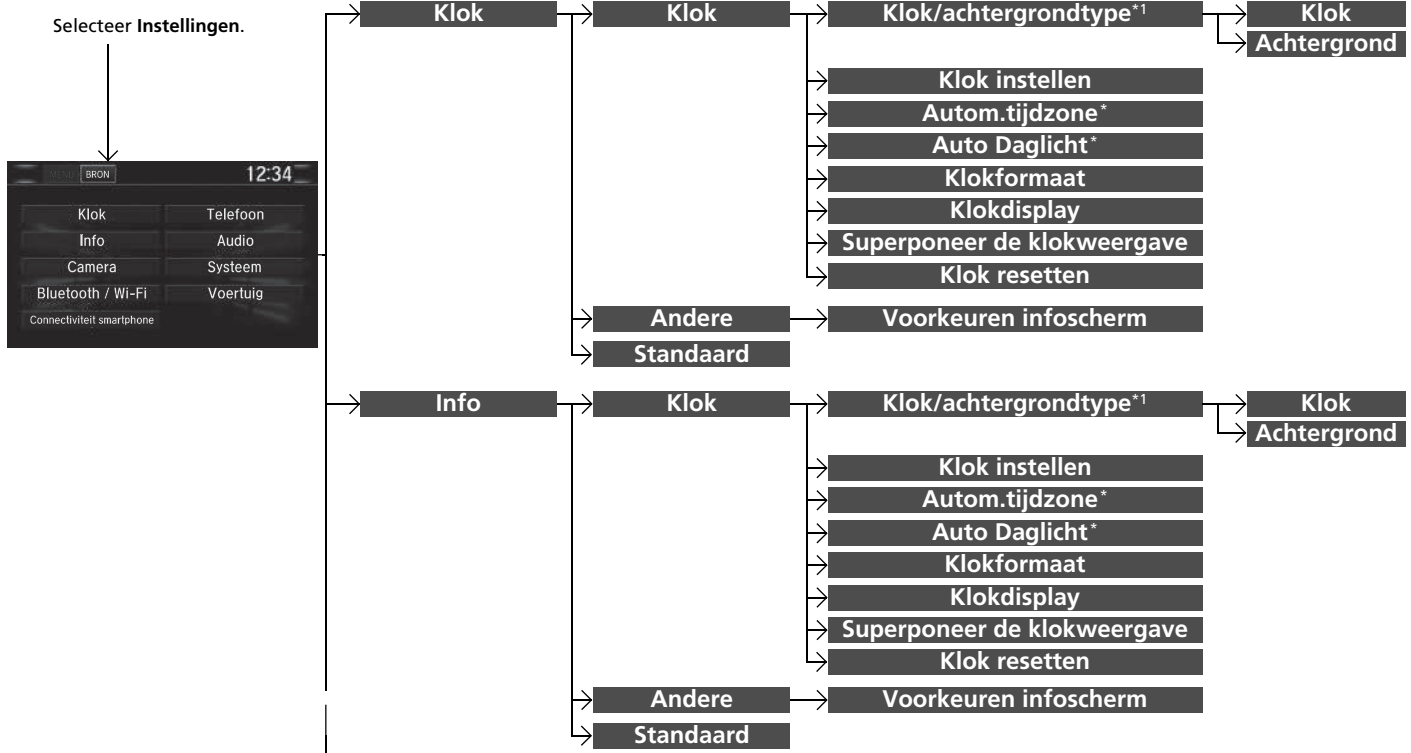 Selecteer Instellingen.
MENU BRON 12:34
Klok Telefoon
Info Audio
Camera Systeem
Bluetooth / Wi-Fi Voertuig
Connectiviteit smartphone
Klok Klok Klok/achtergrondtype*1 Klok
Achtergrond
Klok instellen
Autom.tijdzone*
Auto Daglicht*
Klokformaat
Klokdisplay
Superponeer de klokweergave
Klok resetten
Andere Voorkeuren infoscherm
Standaard
Info Klok Klok/achtergrondtype*1 Klok
Achtergrond
Klok instellen
Autom.tijdzone*
Auto Daglicht*
Klokformaat
Klokdisplay
Superponeer de klokweergave
Klok resetten
Andere Voorkeuren infoscherm
Standaard